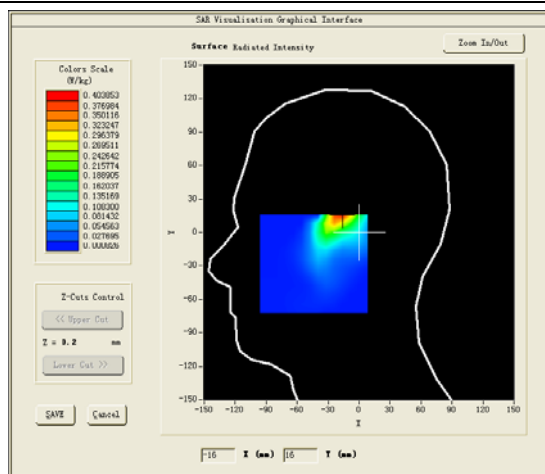 SAR Visualisation Graphical Interface
Surface Radiated Intensity
Zoom In/Out
Colors Scale
(W/kg)
0.403853
0.376984
0.350116
0.323247
0.296379
0.269511
0.242642
0.215774
0.188905
0.162037
0.135169
0.108300
0.081432
0.054563
0.027695
0.000826
Z-Cuts Control
<< Upper Cut
Z = 0.2 mm
Lower Cut >>
SAVE Cancel
150
120
90
60
30
0
-30
-60
-90
-120
-150
Y
-150 -120 -90 -60 -30 0 30 60 90 120 150
X
-16 X (mm) 16 Y (mm)